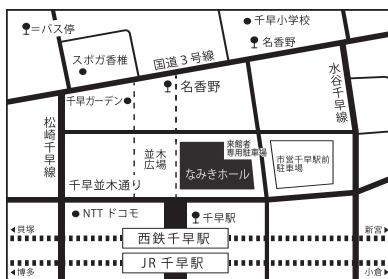 =バス停
千早小学校
名香野
スポガ香椎
国道3号線
水谷千早線
名香野
千早ガーデン
松崎千早線
並木
広場
来館者
専用駐車場
なみきホール
市営千早駅前
駐車場
千早並木通り
NTT ドコモ
千早駅
貝塚
西鉄千早駅
新宮
博多
JR 千早駅
小倉